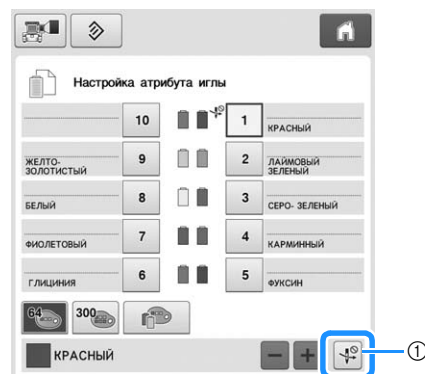 Настройка атрибута иглы
10 1 КРАСНЫЙ
ЖЕЛТО-
ЗОЛОТИСТЫЙ 9 2 ЛАЙМОВЫЙ
ЗЕЛЕНЫЙ
БЕЛЫЙ 8 3 СЕРО- ЗЕЛЕНЫЙ
ФИОЛЕТОВЫЙ 7 4 КАРМИННЫЙ
ГЛИЦИНИЯ 6 5 ФУКСИН
64 300
КРАСНЫЙ - + ①